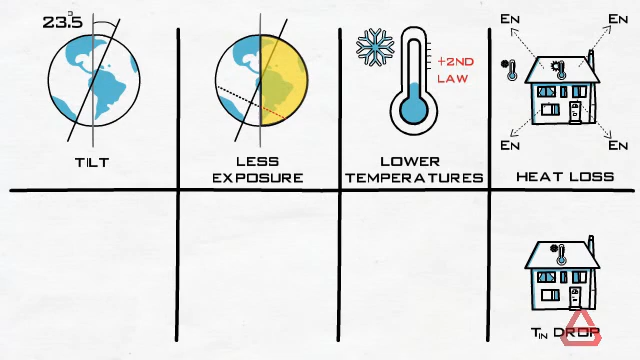 23.5°
TILT
LESS
EXPOSURE
+2ND
LAW
LOWER
TEMPERATURES
EN EN
EN EN
HEAT LOSS
TIN DROP